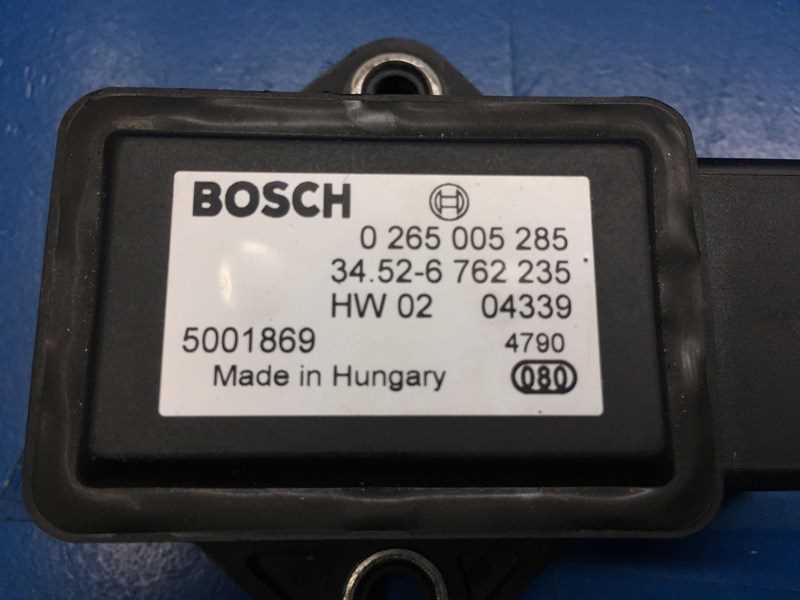 BOSCH
0 265 005 285
34.52-6 762 235
HW 02 04339
5001869 4790
Made in Hungary 080